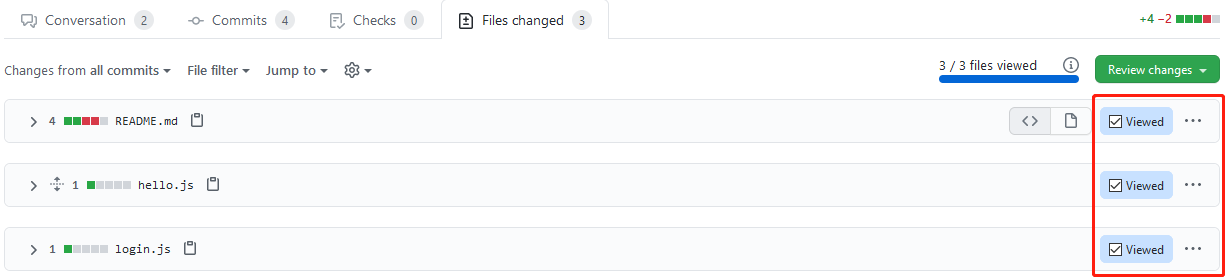 Conversation 2 Commits 4 Checks 0 Files changed 3 +4 −2
Changes from all commits File filter Jump to 3 / 3 files viewed Review changes
4 README.md Viewed
1 hello.js Viewed
1 login.js Viewed